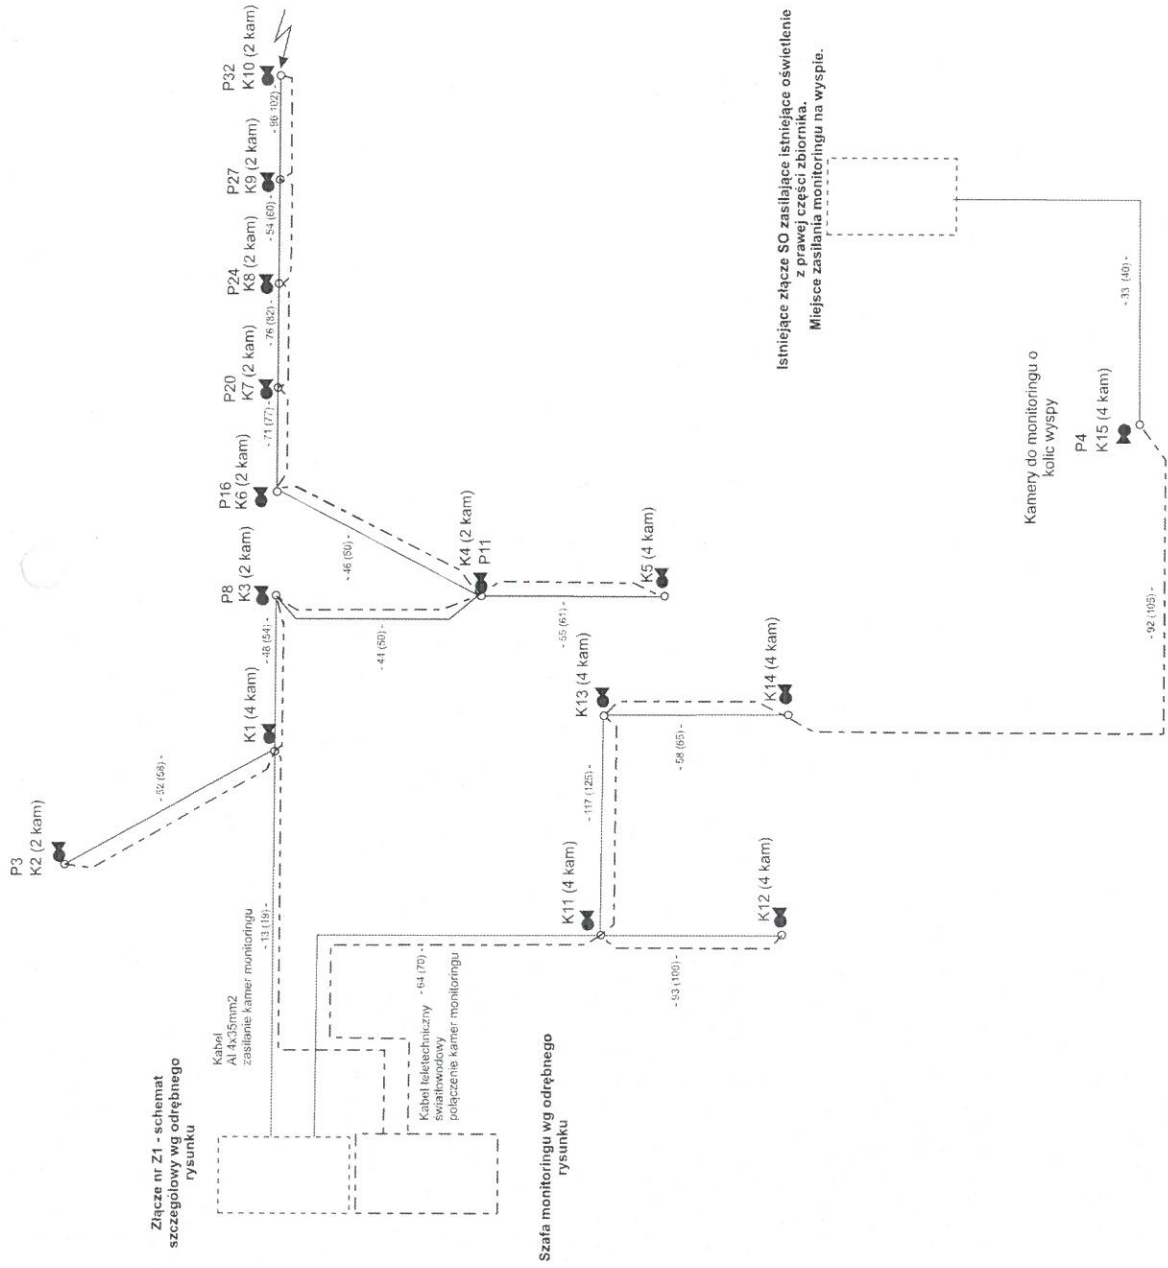 Złącze nr Z1 - schemat
szczegółowy wg odrębnego
rysunku
Kabel
Al 4x35mm2
zasilanie kamer monitoringu
- 13 (19) -
P3
K2 (2 kam)
- 52 (58) -
K1 (4 kam)
- 48 (54) -
P8
K3 (2 kam)
- 44 (50) -
- 46 (50) -
P16
K6 (2 kam)
- 71 (77) -
P20
K7 (2 kam)
- 76 (82) -
P24
K8 (2 kam)
- 54 (60) -
P27
K9 (2 kam)
- 96 102) -
P32
K10 (2 kam)
K4 (2 kam)
P11
- 55 (61) -
K5 (4 kam)
Kabel teletechniczny
światłowodowy
połączenie kamer monitoringu
- 64 (70) -
Szafa monitoringu wg odrębnego
rysunku
K11 (4 kam)
- 93 (100) -
K12 (4 kam)
- 117 (125) -
K13 (4 kam)
- 58 (65) -
K14 (4 kam)
- 92 (105) -
Kamery do monitoringu o
kolic wyspy
P4
K15 (4 kam)
- 33 (40) -
Istniejące złącze SO zasilające istniejące oświetlenie
z prawej części zbiornika.
Miejsce zasilania monitoringu na wyspie.